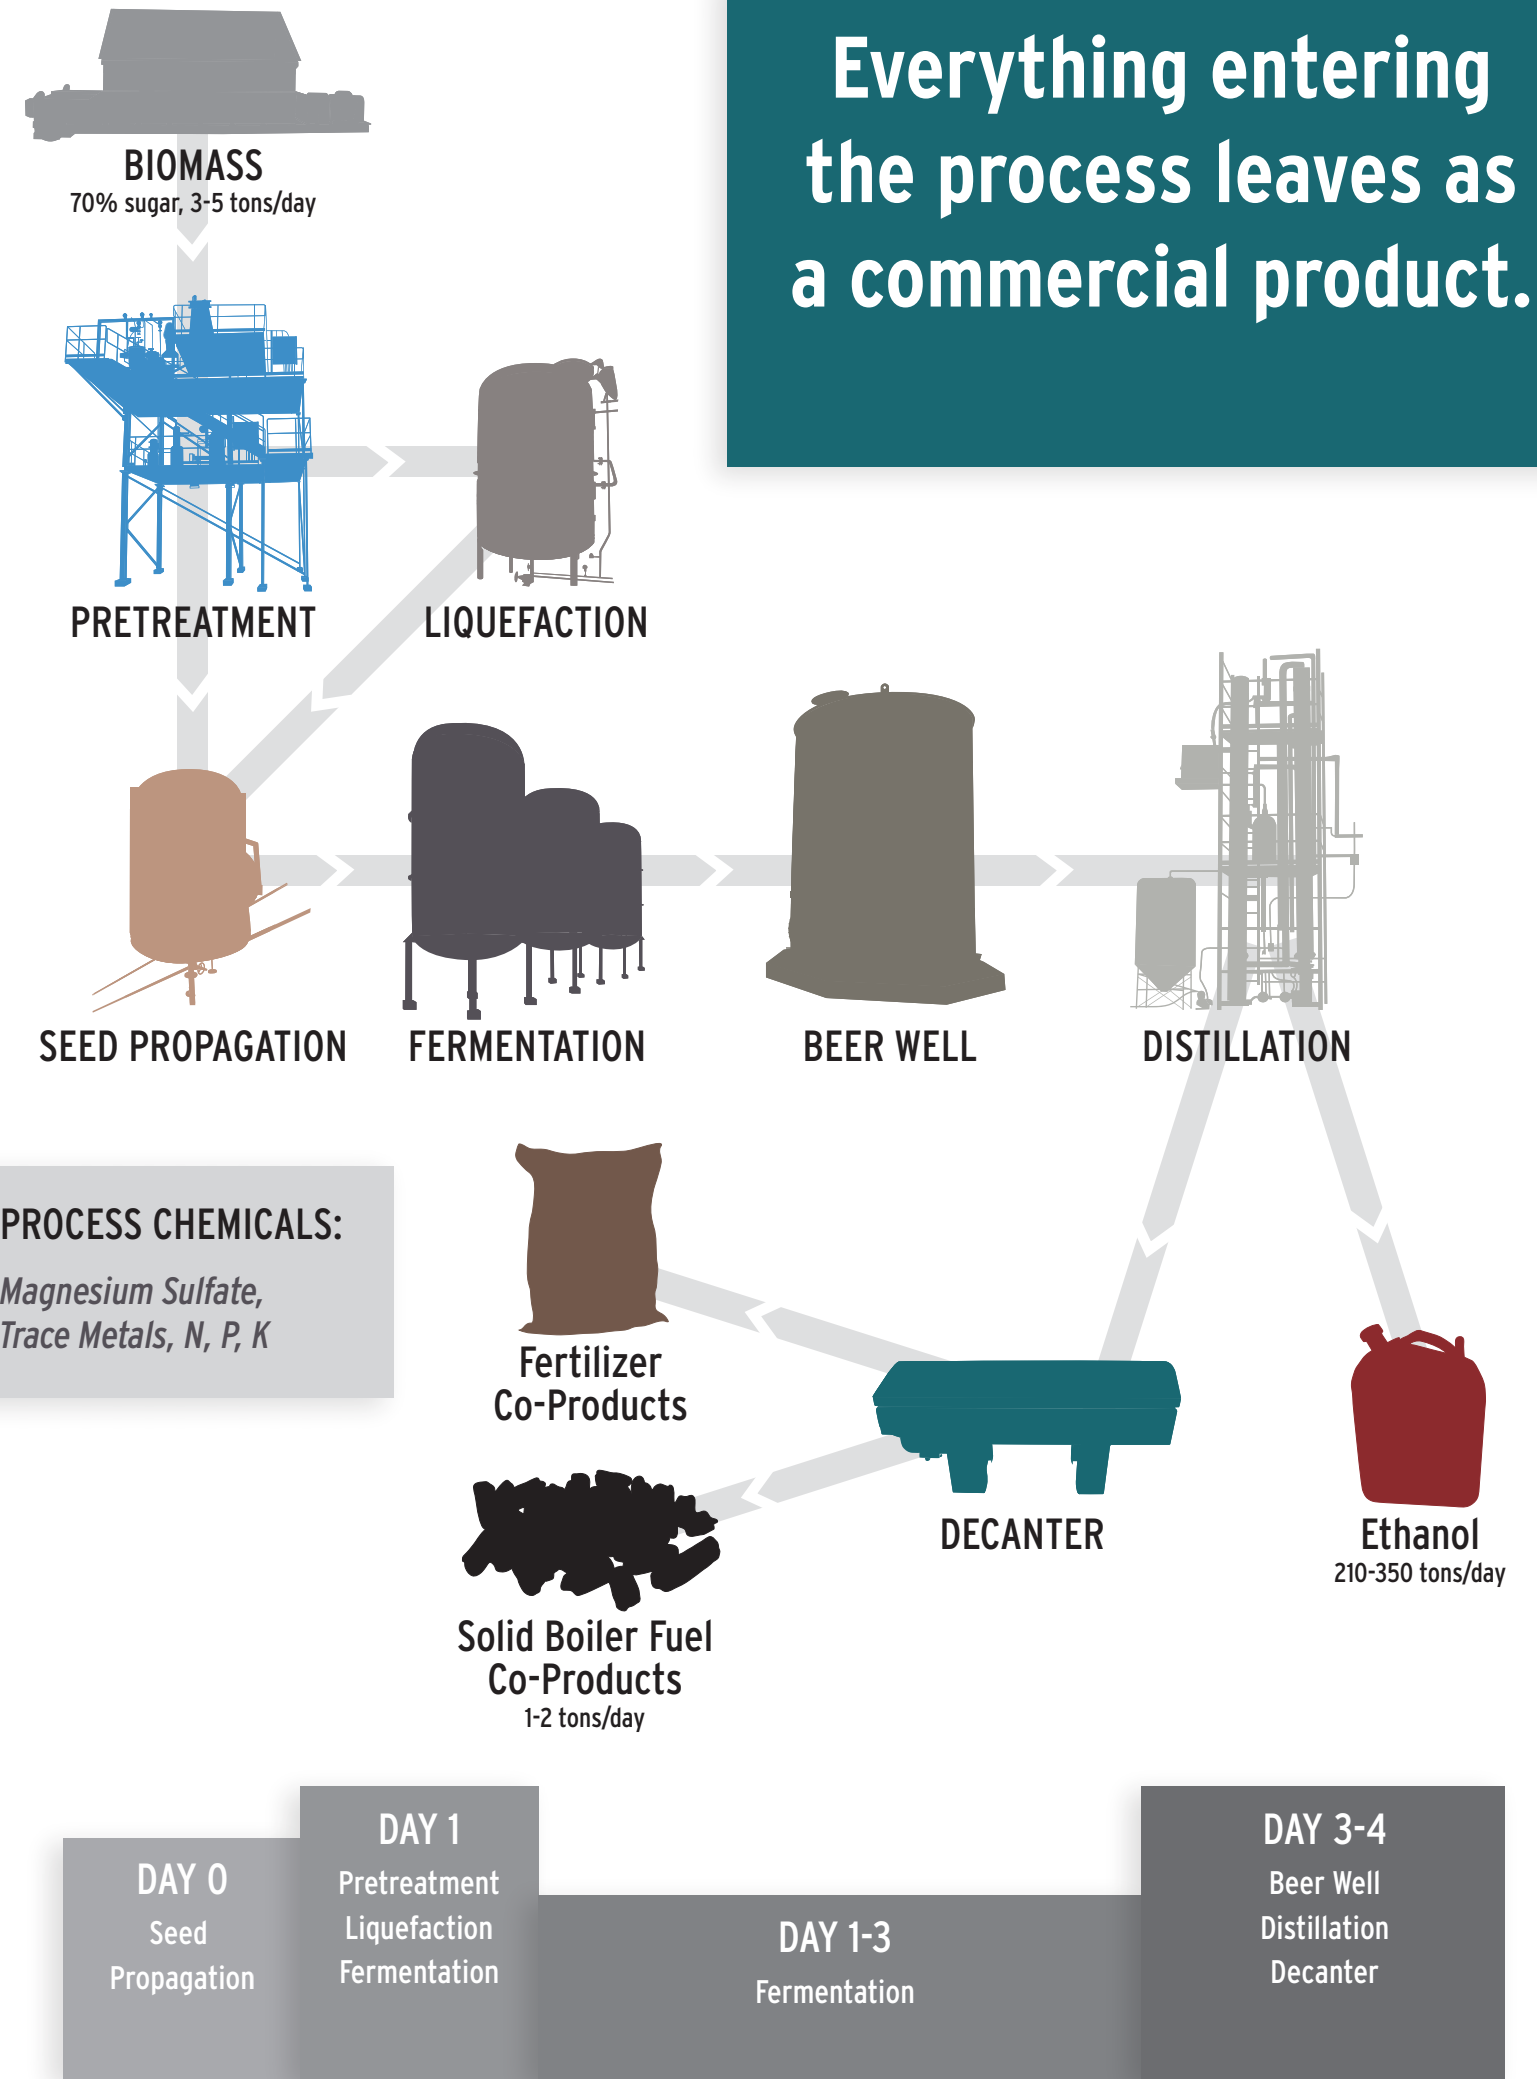 Everything entering
the process leaves as
a commercial product.
BIOMASS
70% sugar, 3-5 tons/day
PRETREATMENT
LIQUEFACTION
SEED PROPAGATION
FERMENTATION
BEER WELL
DISTILLATION
PROCESS CHEMICALS:
Magnesium Sulfate,
Trace Metals, N, P, K
Fertilizer
Co-Products
DECANTER
Ethanol
210-350 tons/day
Solid Boiler Fuel
Co-Products
1-2 tons/day
DAY 0
Seed
Propagation
DAY 1
Pretreatment
Liquefaction
Fermentation
DAY 1-3
Fermentation
DAY 3-4
Beer Well
Distillation
Decanter